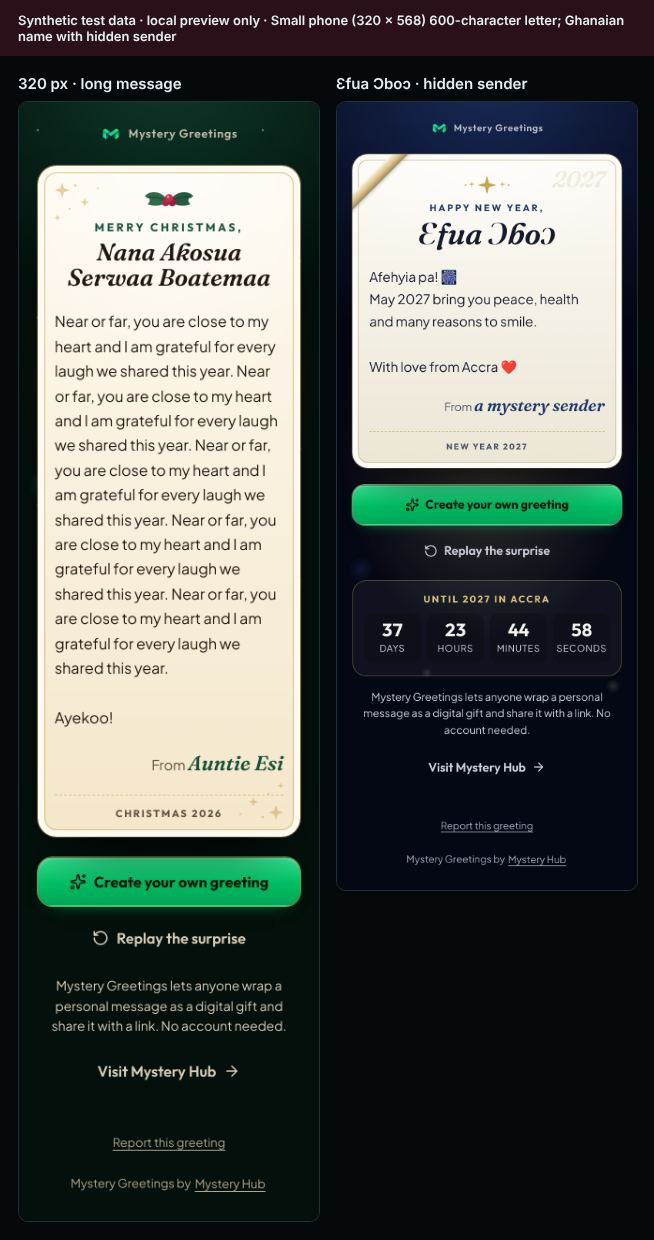 Synthetic test data · local preview only · Small phone (320 × 568) 600-character letter; Ghanaian
name with hidden sender
320 px · long message
Mystery Greetings
MERRY CHRISTMAS,
Nana Akosua
Serwaa Boatemaa
Near or far, you are close to my
heart and I am grateful for every
laugh we shared this year. Near
or far, you are close to my heart
and I am grateful for every laugh
we shared this year. Near or far,
you are close to my heart and I
am grateful for every laugh we
shared this year. Near or far, you
are close to my heart and I am
grateful for every laugh we
shared this year. Near or far, you
are close to my heart and I am
grateful for every laugh we
shared this year.
Ayekoo!
From Auntie Esi
CHRISTMAS 2026
Create your own greeting
Replay the surprise
Mystery Greetings lets anyone wrap a
personal message as a digital gift and
share it with a link. No account needed.
Visit Mystery Hub →
Report this greeting
Mystery Greetings by Mystery Hub
Ɛfua Ɔboɔ · hidden sender
Mystery Greetings
2027
HAPPY NEW YEAR,
Ɛfua Ɔboɔ
Afehyia pa! 🎆
May 2027 bring you peace, health
and many reasons to smile.
With love from Accra ❤️
From a mystery sender
NEW YEAR 2027
Create your own greeting
Replay the surprise
UNTIL 2027 IN ACCRA
37 23 44 58
DAYS HOURS MINUTES SECONDS
Mystery Greetings lets anyone wrap a personal
message as a digital gift and share it with a link. No
account needed.
Visit Mystery Hub →
Report this greeting
Mystery Greetings by Mystery Hub